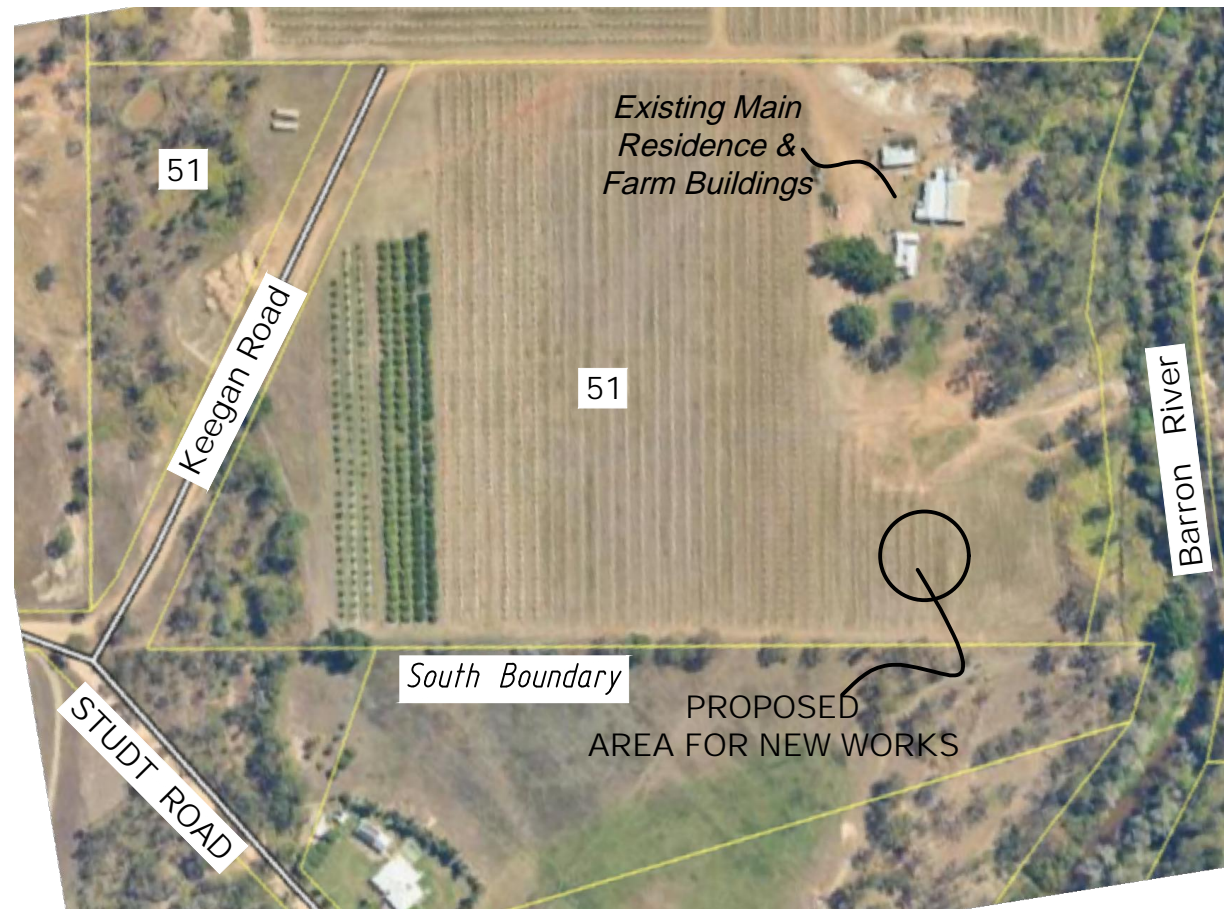 Existing Main
Residence &
Farm Buildings
51
Keegan Road
51
Barron River
South Boundary
PROPOSED
AREA FOR NEW WORKS
STUDT ROAD